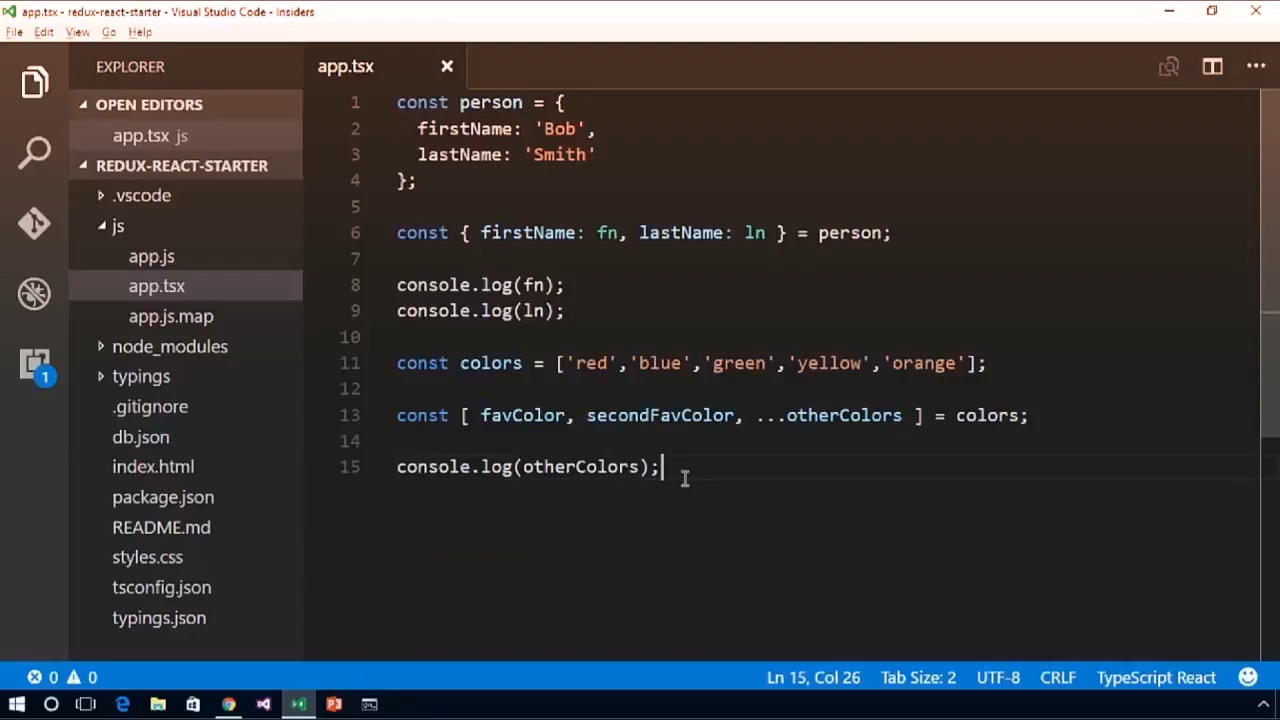 app.tsx - redux-react-starter - Visual Studio Code - Insiders
File Edit View Go Help
EXPLORER
OPEN EDITORS
app.tsx js
REDUX-REACT-STARTER
.vscode
js
app.js
app.tsx
app.js.map
node_modules
typings
.gitignore
db.json
index.html
package.json
README.md
styles.css
tsconfig.json
typings.json
1
app.tsx
1 const person = {
2 firstName: 'Bob',
3 lastName: 'Smith'
4 };
5
6 const { firstName: fn, lastName: ln } = person;
7
8 console.log(fn);
9 console.log(ln);
10
11 const colors = ['red','blue','green','yellow','orange'];
12
13 const [ favColor, secondFavColor, ...otherColors ] = colors;
14
15 console.log(otherColors);
0 0 Ln 15, Col 26 Tab Size: 2 UTF-8 CRLF TypeScript React